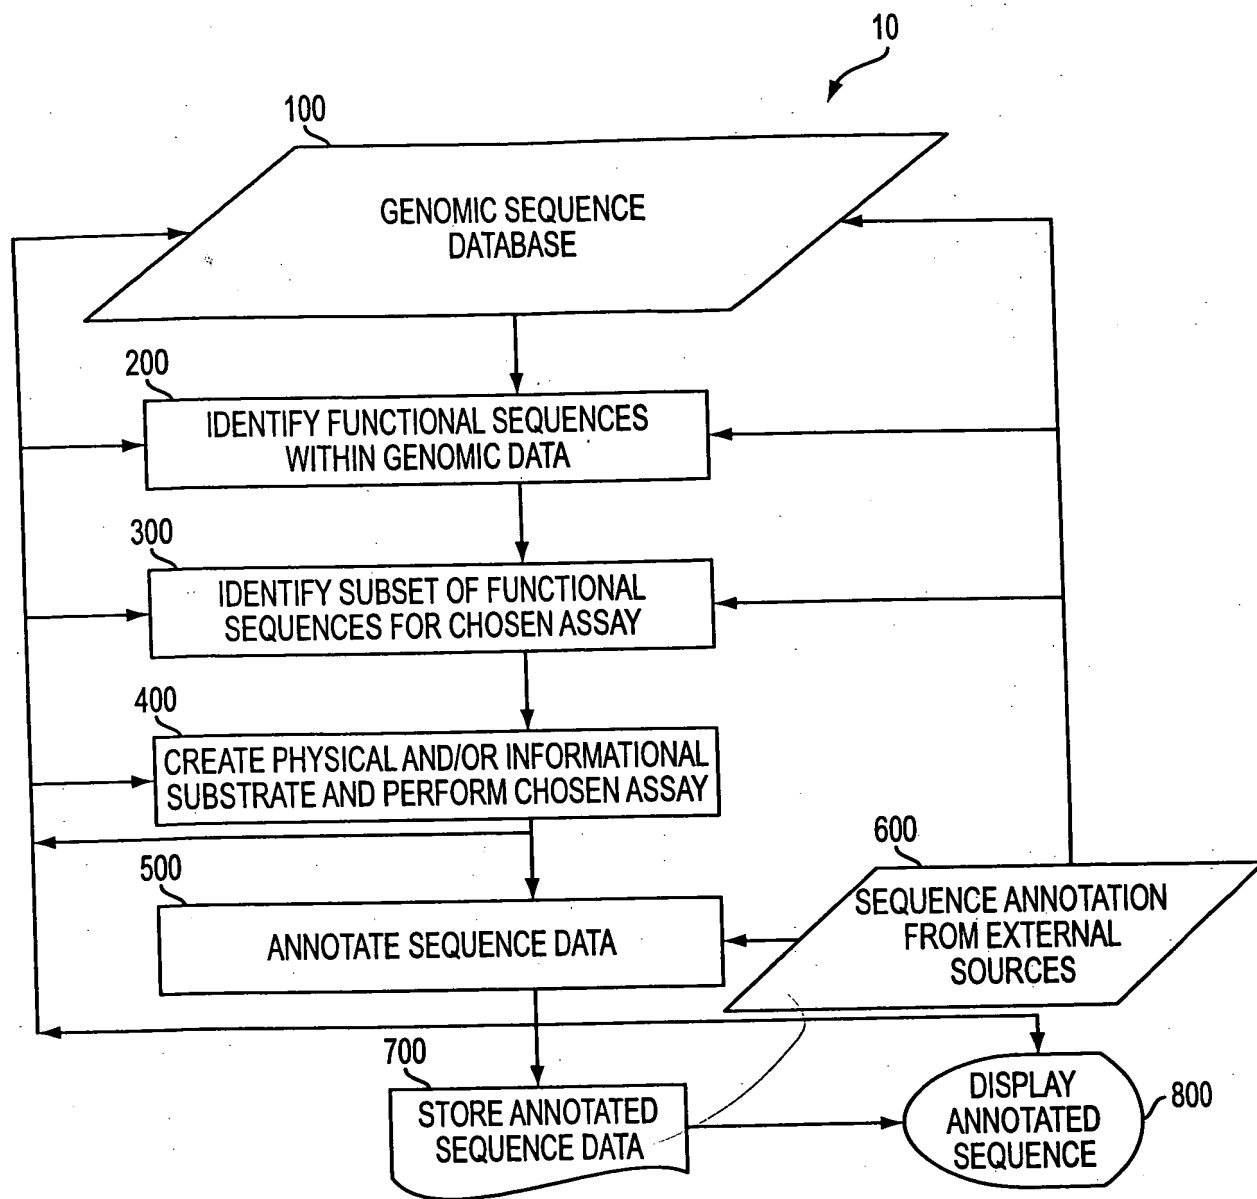 10
100
GENOMIC SEQUENCE
DATABASE
200
IDENTIFY FUNCTIONAL SEQUENCES
WITHIN GENOMIC DATA
300
IDENTIFY SUBSET OF FUNCTIONAL
SEQUENCES FOR CHOSEN ASSAY
400
CREATE PHYSICAL AND/OR INFORMATIONAL
SUBSTRATE AND PERFORM CHOSEN ASSAY
500
ANNOTATE SEQUENCE DATA
600
SEQUENCE ANNOTATION
FROM EXTERNAL
SOURCES
700
STORE ANNOTATED
SEQUENCE DATA
DISPLAY
ANNOTATED
SEQUENCE
800